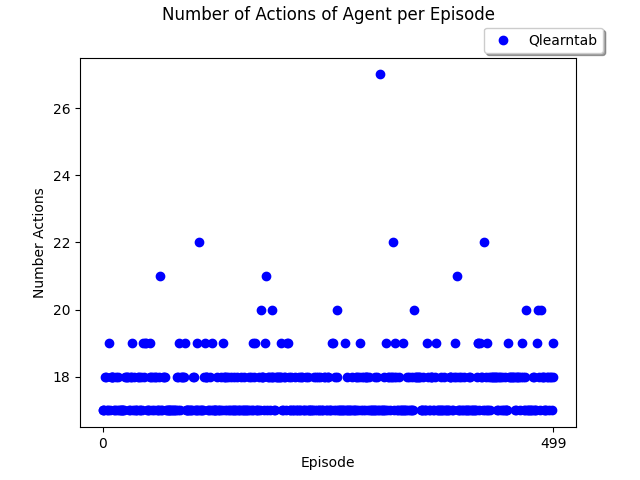 Number of Actions of Agent per Episode
Qlearntab
Number Actions
26
24
22
20
18
0
499
Episode